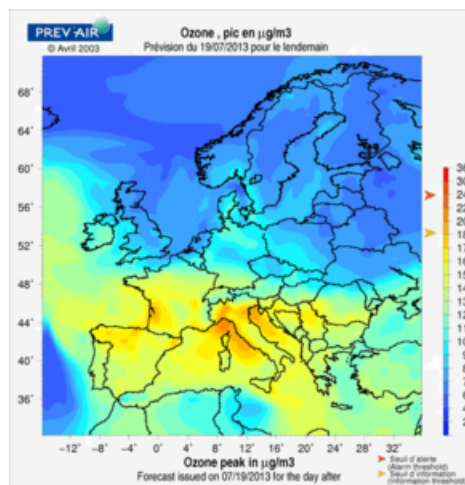 PREV'AIR
© Avril 2003
Ozone , pic en µg/m3
Prévision du 19/07/2013 pour le lendemain
68°
64°
60°
56°
52°
48°
44°
40°
36°
-12° -8° -4° 0° 4° 8° 12° 16° 20° 24° 28° 32°
Ozone peak in µg/m3
Forecast issued on 07/19/2013 for the day after
Seuil d'alerte
(Alarm threshold)
Seuil d'information
(Information threshold)